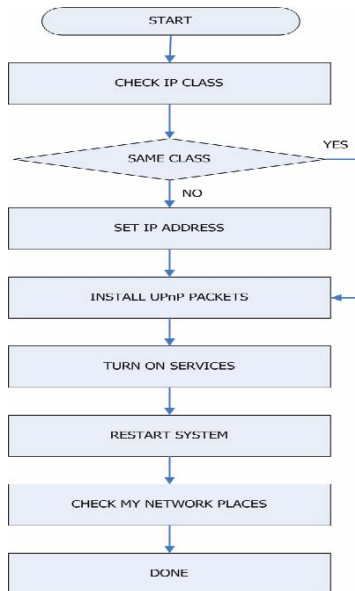 START
CHECK IP CLASS
SAME CLASS
YES
NO
SET IP ADDRESS
INSTALL UPnP PACKETS
TURN ON SERVICES
RESTART SYSTEM
CHECK MY NETWORK PLACES
DONE